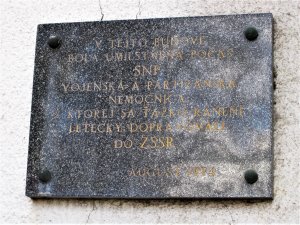 V TEJTO BUDOVE
BOLA UMIESTNENÁ POČAS
SNP
VOJENSKÁ A PARTIZÁNSKA
NEMOCNICA
Z KTOREJ SA ŤAŽKO RANENÍ
LETECKY DOPRAVOVALI
DO ZSSR